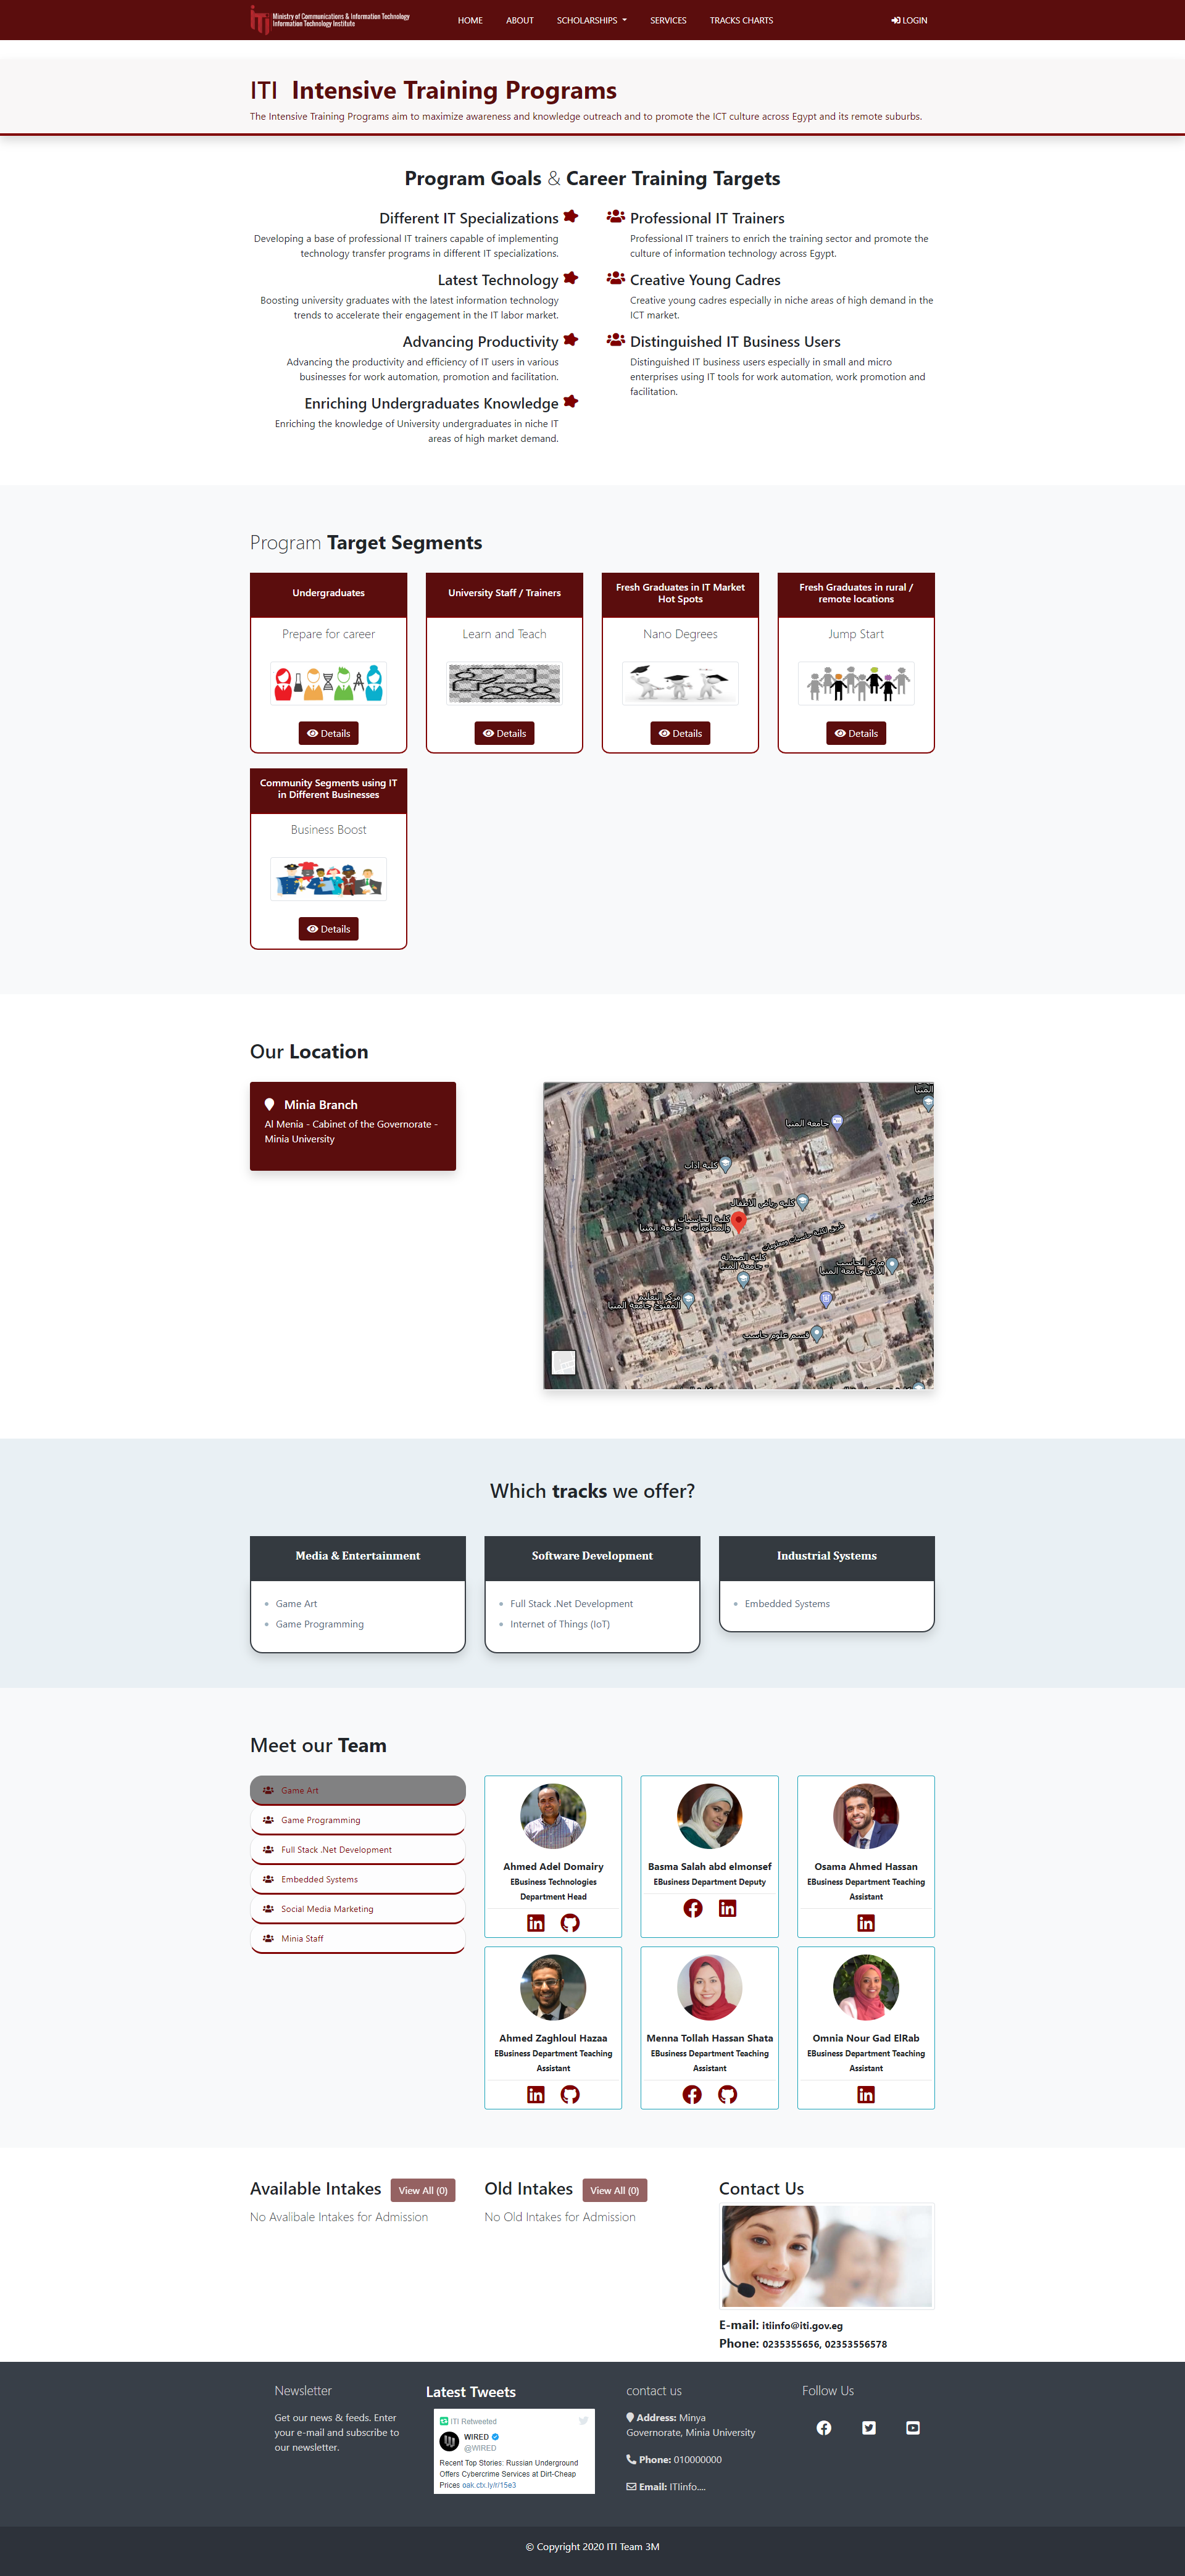 Ministry of Communications & Information Technology
Information Technology Institute
HOME
ABOUT
SCHOLARSHIPS
SERVICES
TRACKS CHARTS
LOGIN
ITI Intensive Training Programs
The Intensive Training Programs aim to maximize awareness and knowledge outreach and to promote the ICT culture across Egypt and its remote suburbs.
Program Goals & Career Training Targets
Different IT Specializations
Developing a base of professional IT trainers capable of implementing
technology transfer programs in different IT specializations.
Latest Technology
Boosting university graduates with the latest information technology
trends to accelerate their engagement in the IT labor market.
Advancing Productivity
Advancing the productivity and efficiency of IT users in various
businesses for work automation, promotion and facilitation.
Enriching Undergraduates Knowledge
Enriching the knowledge of University undergraduates in niche IT
areas of high market demand.
Professional IT Trainers
Professional IT trainers to enrich the training sector and promote the
culture of information technology across Egypt.
Creative Young Cadres
Creative young cadres especially in niche areas of high demand in the
ICT market.
Distinguished IT Business Users
Distinguished IT business users especially in small and micro
enterprises using IT tools for work automation, work promotion and
facilitation.
Program Target Segments
Undergraduates
Prepare for career
Details
University Staff / Trainers
Learn and Teach
Details
Fresh Graduates in IT Market
Hot Spots
Nano Degrees
Details
Fresh Graduates in rural /
remote locations
Jump Start
Details
Community Segments using IT
in Different Businesses
Business Boost
Details
Our Location
Minia Branch
Al Menia - Cabinet of the Governorate -
Minia University
جامعة المنيا
كلية اداب
كلية رياض الاطفال
كلية الحاسبات
والمعلومات - جامعة المنيا
طريق لكلية حاسبات ومعلومات
كلية الصيدلة
- جامعة المنيا
مركز الحاسب
الآلي جامعة المنيا
مركز التعليم
المفتوح جامعة المنيا
قسم علوم حاسب
Which tracks we offer?
Media & Entertainment
Game Art
Game Programming
Software Development
Full Stack .Net Development
Internet of Things (IoT)
Industrial Systems
Embedded Systems
Meet our Team
Game Art
Game Programming
Full Stack .Net Development
Embedded Systems
Social Media Marketing
Minia Staff
Ahmed Adel Domairy
EBusiness Technologies
Department Head
Basma Salah abd elmonsef
EBusiness Department Deputy
Osama Ahmed Hassan
EBusiness Department Teaching
Assistant
Ahmed Zaghloul Hazaa
EBusiness Department Teaching
Assistant
Menna Tollah Hassan Shata
EBusiness Department Teaching
Assistant
Omnia Nour Gad ElRab
EBusiness Department Teaching
Assistant
Available Intakes View All (0)
No Avalibale Intakes for Admission
Old Intakes View All (0)
No Old Intakes for Admission
Contact Us
E-mail: itiinfo@iti.gov.eg
Phone: 0235355656, 02353556578
Newsletter
Get our news & feeds. Enter
your e-mail and subscribe to
our newsletter.
Latest Tweets
ITI Retweeted
WIRED
@WIRED
Recent Top Stories: Russian Underground
Offers Cybercrime Services at Dirt-Cheap
Prices oak.ctx.ly/r/15e3
contact us
Address: Minya
Governorate, Minia University
Phone: 010000000
Email: ITIinfo....
Follow Us
© Copyright 2020 ITI Team 3M